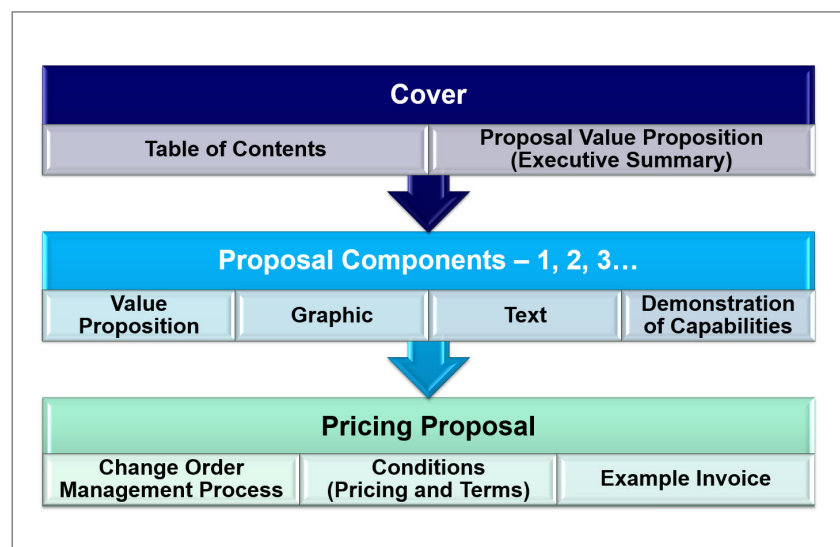 Cover
Table of Contents
Proposal Value Proposition
(Executive Summary)
Proposal Components – 1, 2, 3…
Value
Proposition
Graphic
Text
Demonstration
of Capabilities
Pricing Proposal
Change Order
Management Process
Conditions
(Pricing and Terms)
Example Invoice